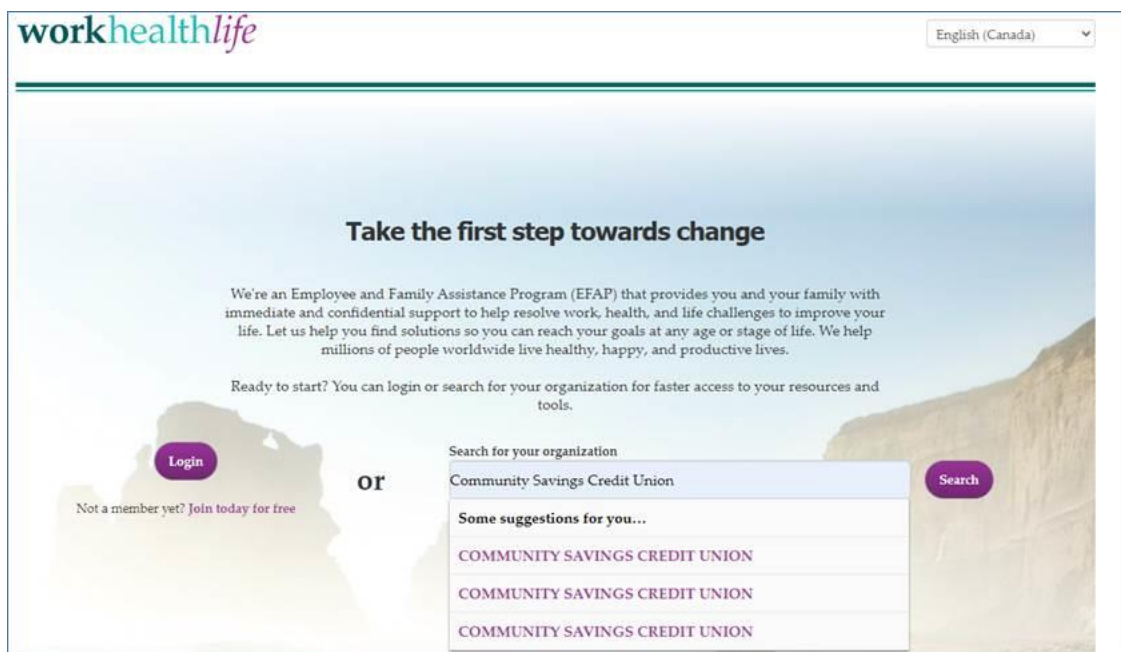 workhealthlife
English (Canada)
Take the first step towards change
We're an Employee and Family Assistance Program (EFAP) that provides you and your family with
immediate and confidential support to help resolve work, health, and life challenges to improve your
life. Let us help you find solutions so you can reach your goals at any age or stage of life. We help
millions of people worldwide live healthy, happy, and productive lives.
Ready to start? You can login or search for your organization for faster access to your resources and
tools.
Login
Not a member yet? Join today for free
or
Search for your organization
Community Savings Credit Union
Search
Some suggestions for you...
COMMUNITY SAVINGS CREDIT UNION
COMMUNITY SAVINGS CREDIT UNION
COMMUNITY SAVINGS CREDIT UNION